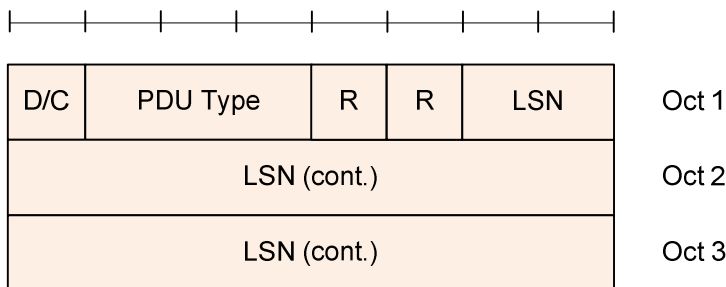 D/C PDU Type R R LSN Oct 1
LSN (cont.) Oct 2
LSN (cont.) Oct 3